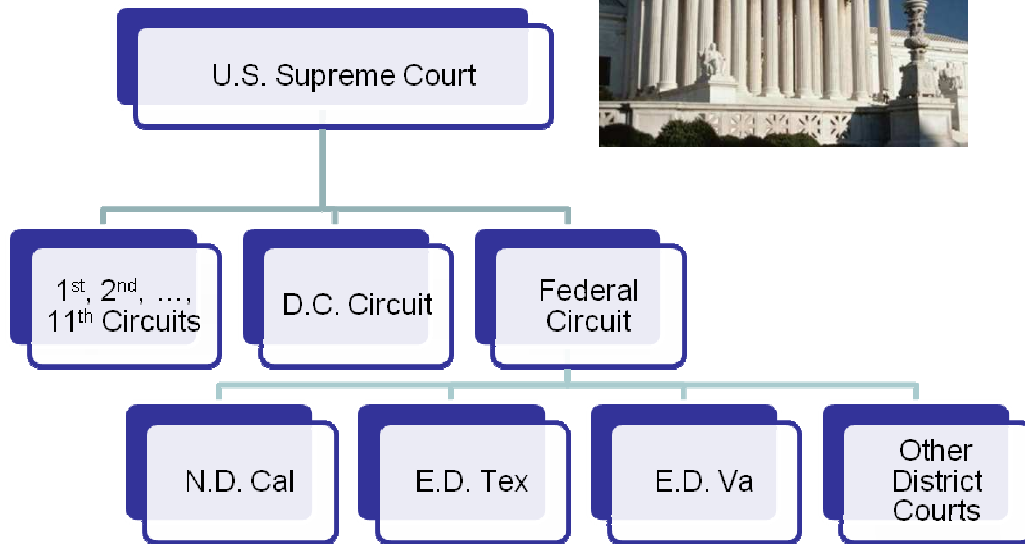 U.S. Supreme Court
1st, 2nd, ...,
11th Circuits
D.C. Circuit
Federal
Circuit
N.D. Cal
E.D. Tex
E.D. Va
Other
District
Courts